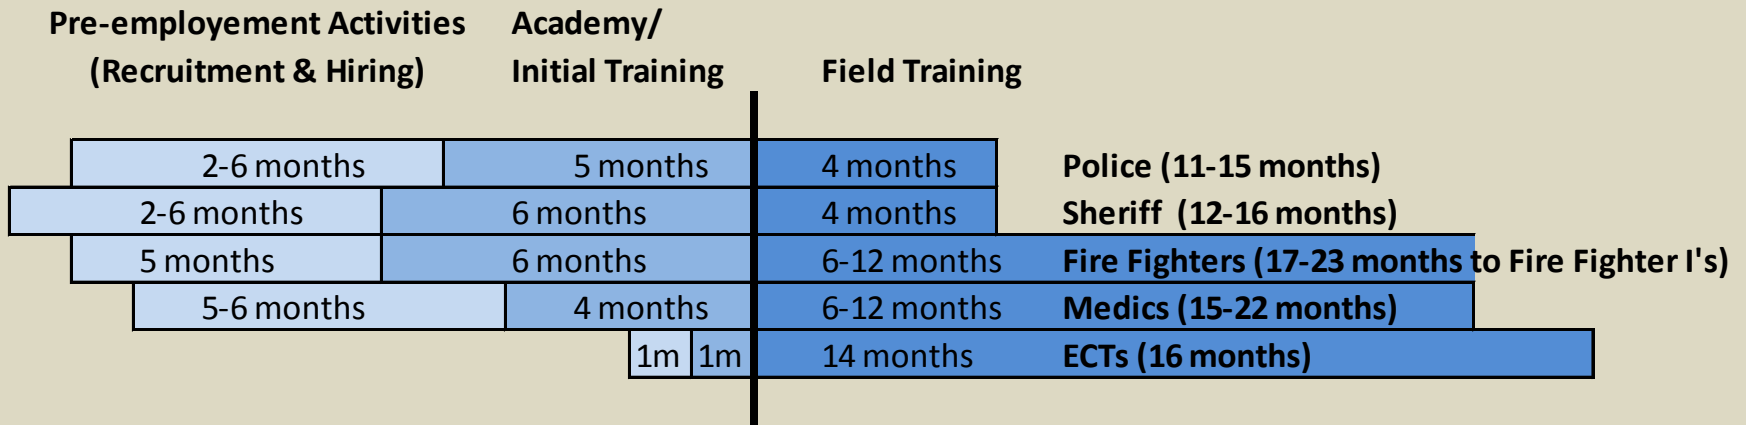 Pre-employement Activities Academy/
(Recruitment & Hiring) Initial Training Field Training
2-6 months 5 months 4 months Police (11-15 months)
2-6 months 6 months 4 months Sheriff (12-16 months)
5 months 6 months 6-12 months Fire Fighters (17-23 months to Fire Fighter I's)
5-6 months 4 months 6-12 months Medics (15-22 months)
1m 1m 14 months ECTs (16 months)